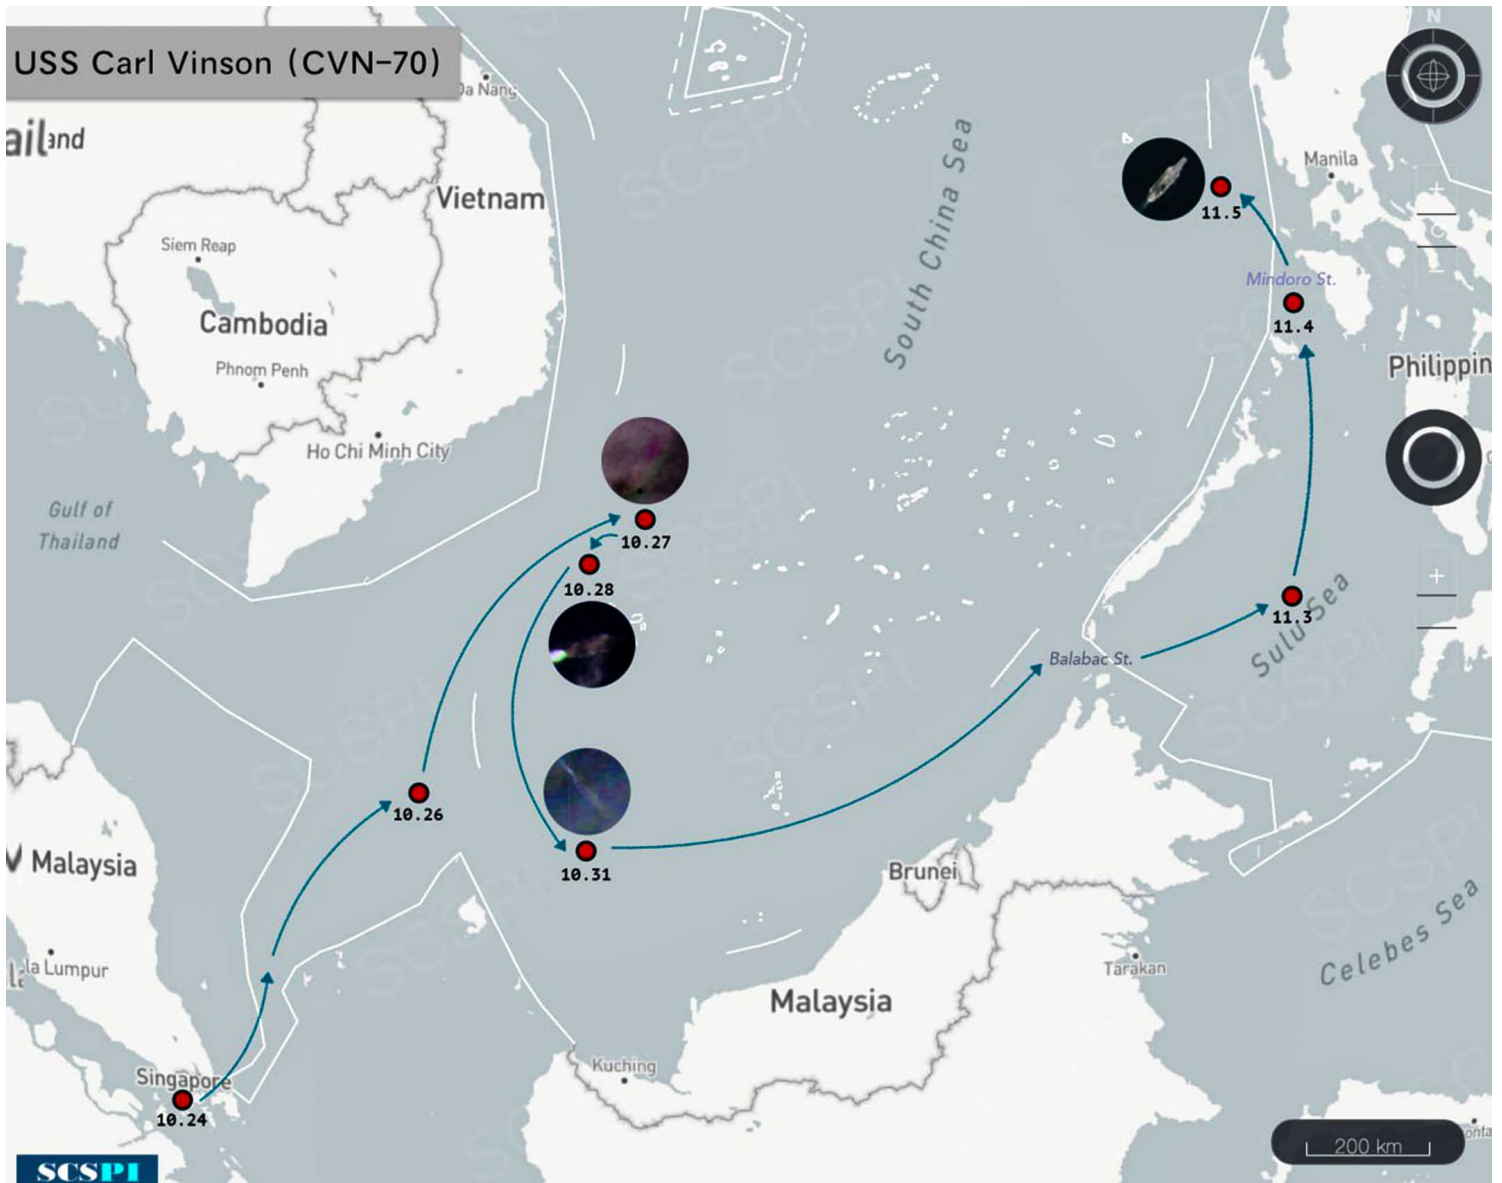 USS Carl Vinson (CVN-70)
N
Da Nang
ailand
Manila
Vietnam
South China Sea
11.5
Siem Reap
Mindoro St.
Cambodia
11.4
Phnom Penh
Philippin
Ho Chi Minh City
Gulf of
Thailand
10.27
10.28
11.3
Sulu Sea
Balabac St.
10.26
Malaysia
10.31
Brunei
Celebes Sea
la Lumpur
Tarakan
Malaysia
Kuching
Singapore
10.24
200 km
onta
SCSPI